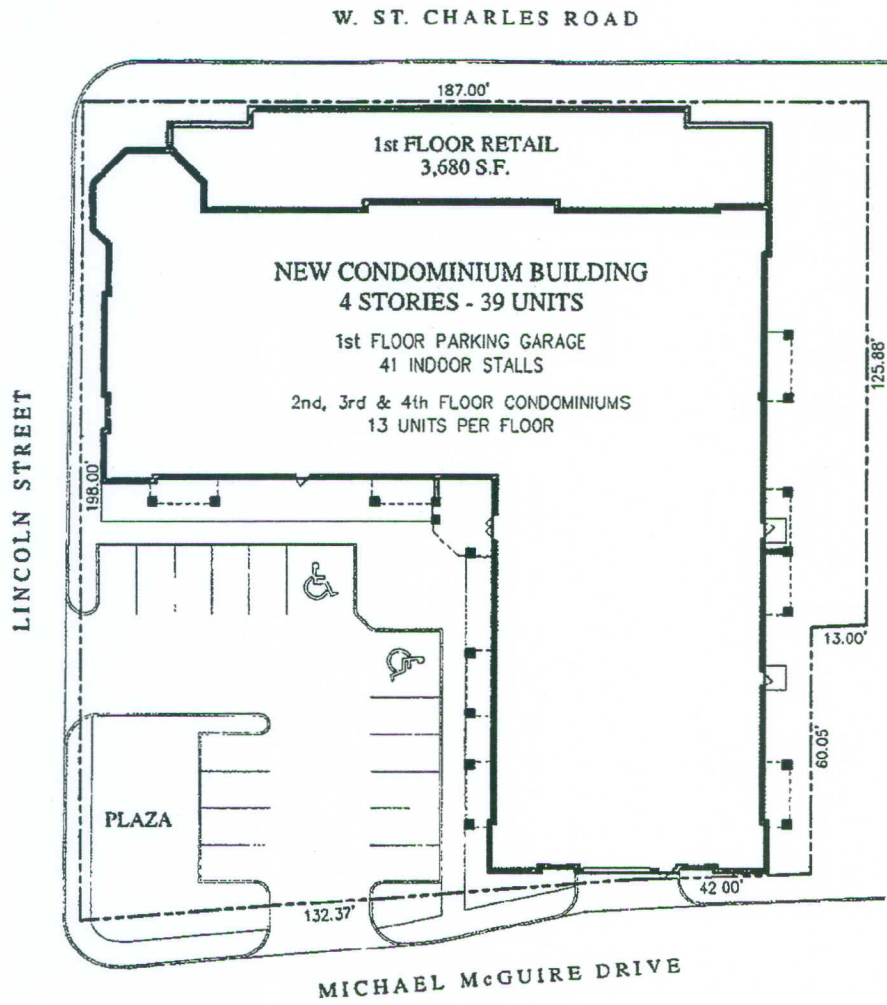 W. ST. CHARLES ROAD
187.00'
1st FLOOR RETAIL
3,680 S.F.
NEW CONDOMINIUM BUILDING
4 STORIES - 39 UNITS
1st FLOOR PARKING GARAGE
41 INDOOR STALLS
2nd, 3rd & 4th FLOOR CONDOMINIUMS
13 UNITS PER FLOOR
125.88'
LINCOLN STREET
198.00'
13.00'
60.05'
PLAZA
132.37'
42.00'
MICHAEL McGUIRE DRIVE